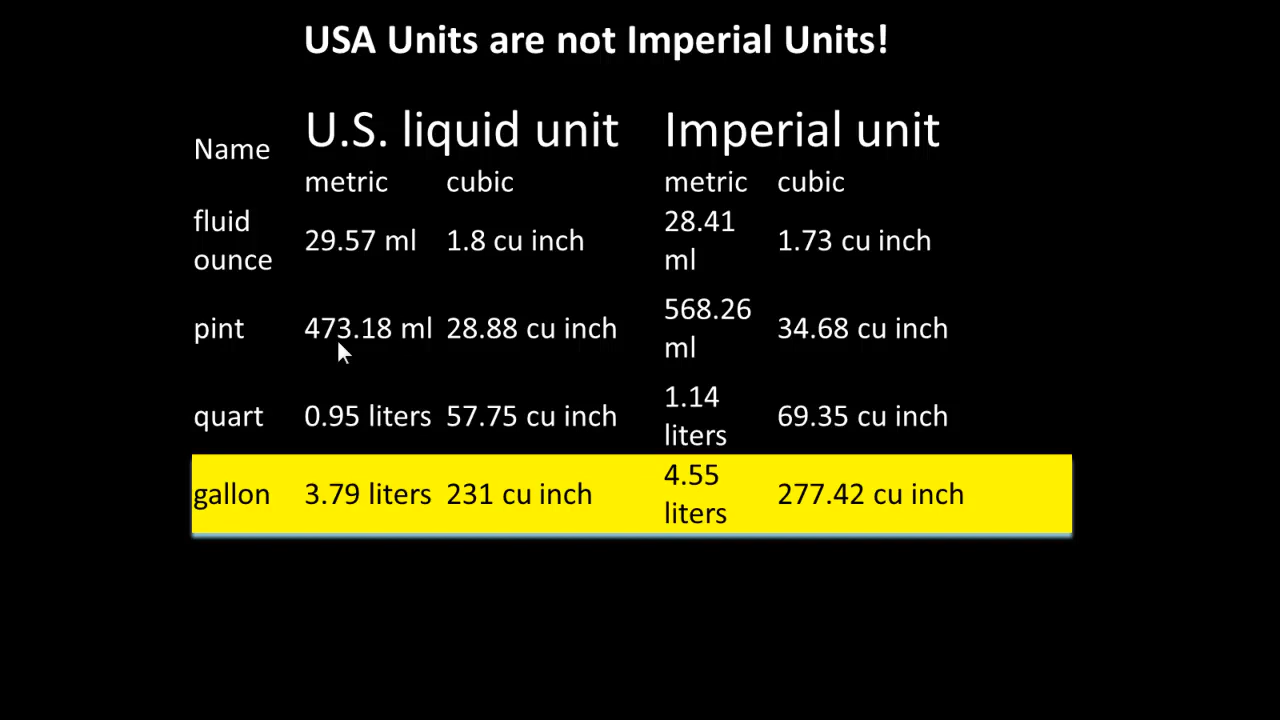 USA Units are not Imperial Units!
Name U.S. liquid unit Imperial unit
metric cubic metric cubic
fluid ounce 29.57 ml 1.8 cu inch 28.41 ml 1.73 cu inch
pint 473.18 ml 28.88 cu inch 568.26 ml 34.68 cu inch
quart 0.95 liters 57.75 cu inch 1.14 liters 69.35 cu inch
gallon 3.79 liters 231 cu inch 4.55 liters 277.42 cu inch